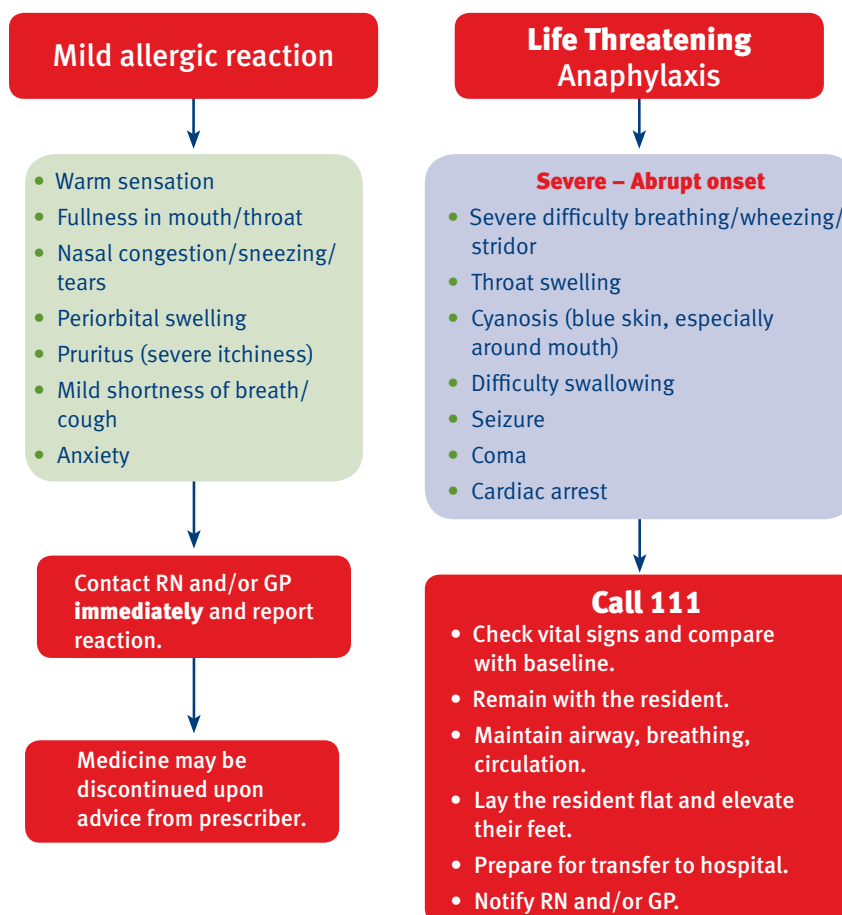 Mild allergic reaction
• Warm sensation
• Fullness in mouth/throat
• Nasal congestion/sneezing/
tears
• Periorbital swelling
• Pruritus (severe itchiness)
• Mild shortness of breath/
cough
• Anxiety
Contact RN and/or GP
immediately and report
reaction.
Medicine may be
discontinued upon
advice from prescriber.
Life Threatening
Anaphylaxis
Severe – Abrupt onset
• Severe difficulty breathing/wheezing/
stridor
• Throat swelling
• Cyanosis (blue skin, especially
around mouth)
• Difficulty swallowing
• Seizure
• Coma
• Cardiac arrest
Call 111
• Check vital signs and compare
with baseline.
• Remain with the resident.
• Maintain airway, breathing,
circulation.
• Lay the resident flat and elevate
their feet.
• Prepare for transfer to hospital.
• Notify RN and/or GP.